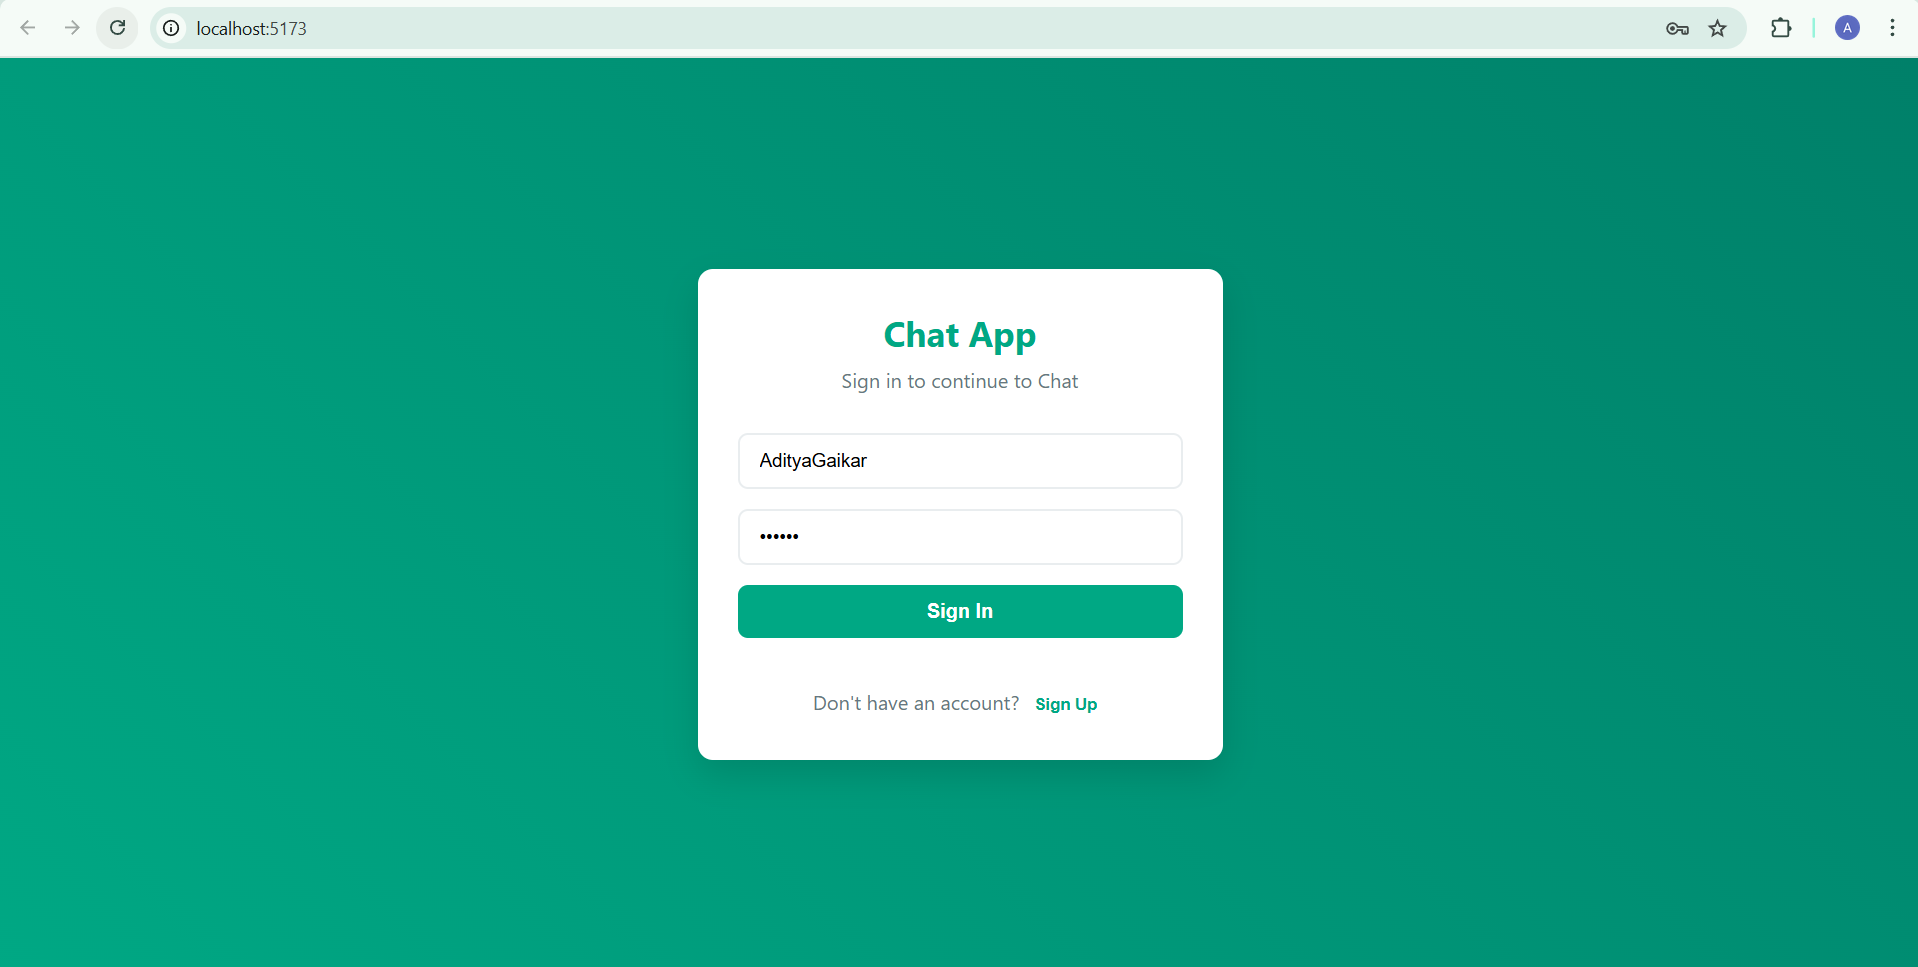 localhost:5173
A
Chat App
Sign in to continue to Chat
AdityaGaikar
••••••
Sign In
Don't have an account? Sign Up